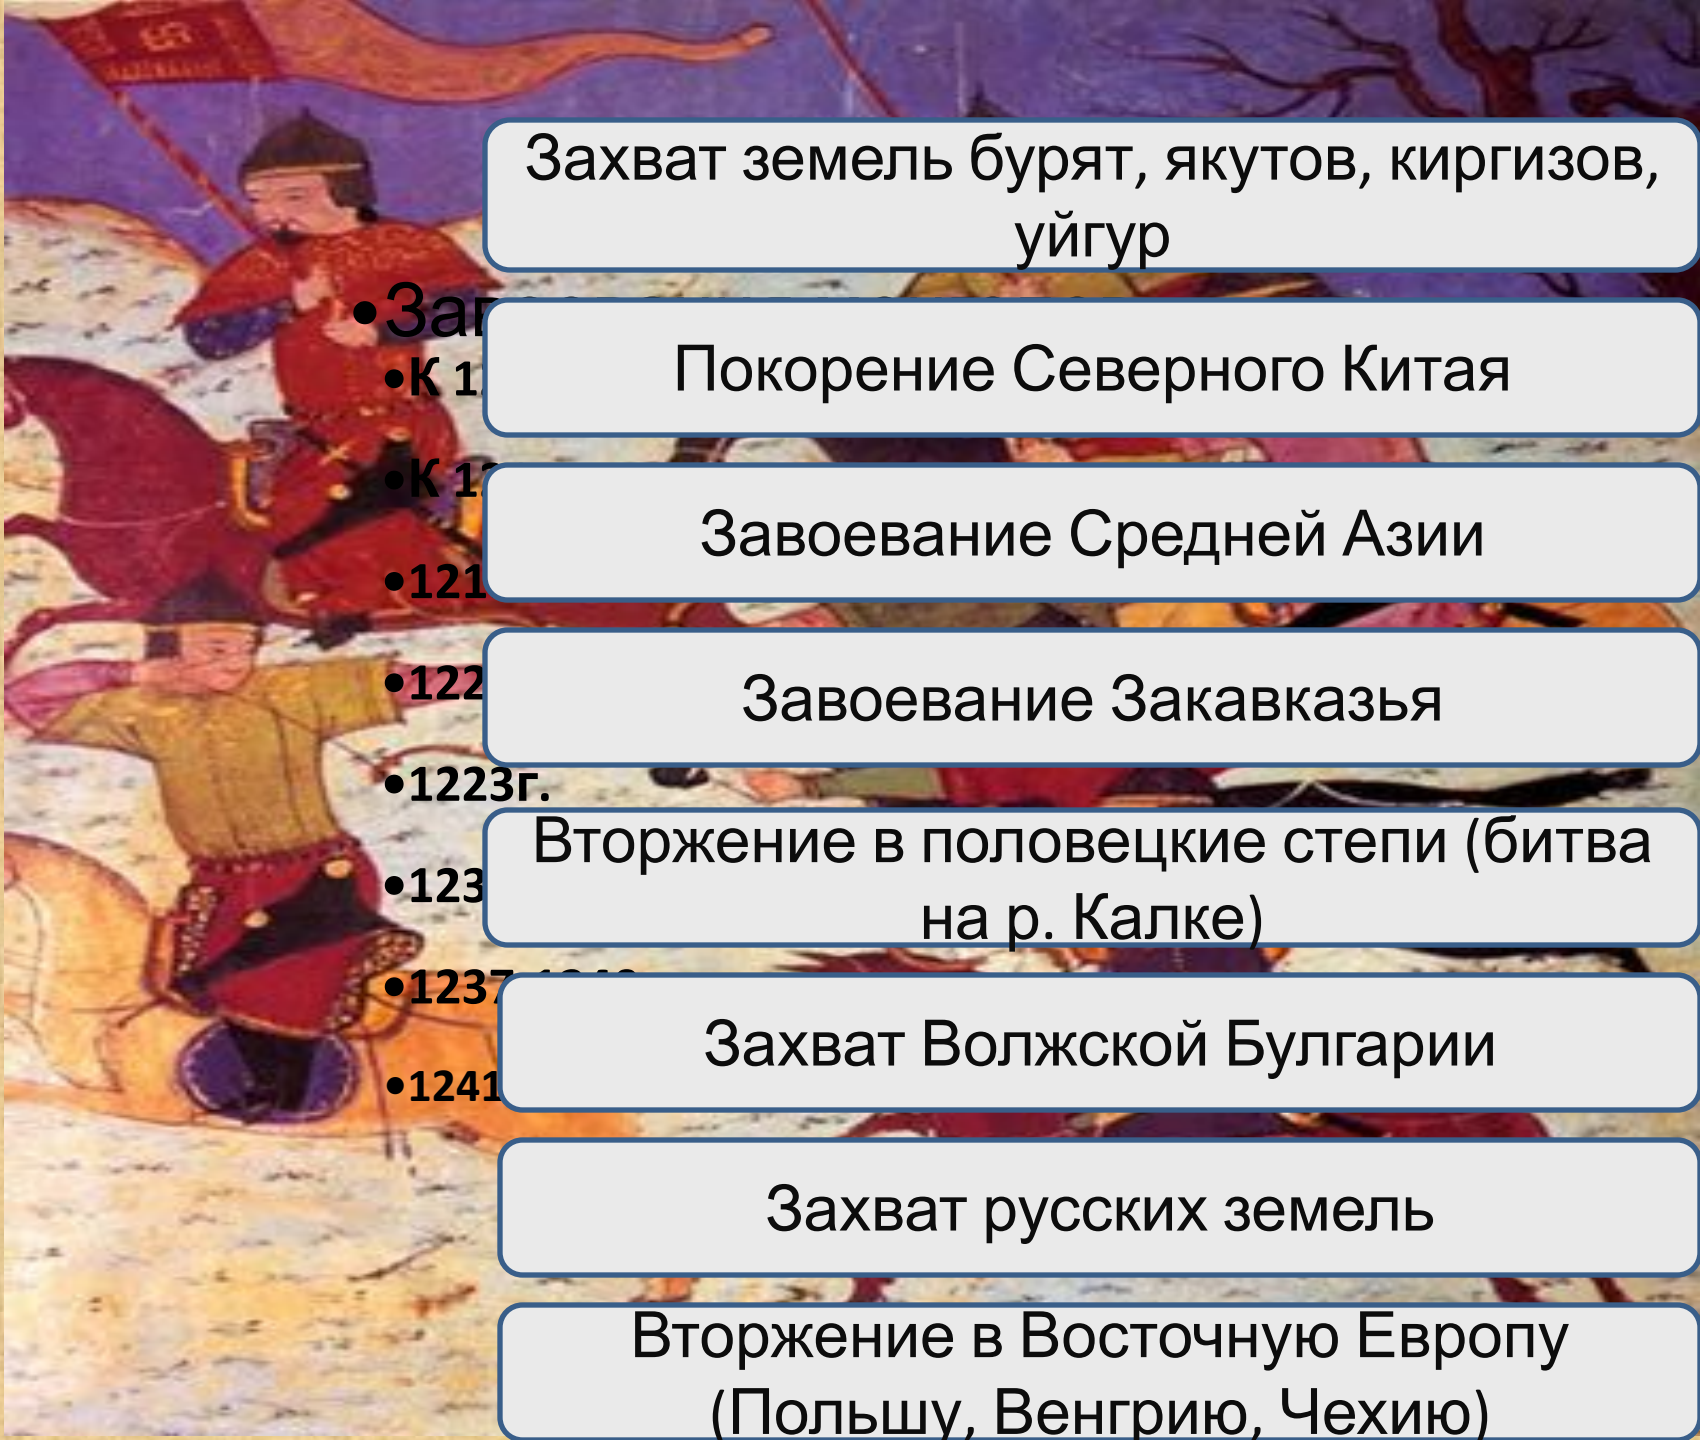 Захват земель бурят, якутов, киргизов,
уйгур
Покорение Северного Китая
•К
Завоевание Средней Азии
•К
Завоевание Закавказья
•1223г.
Вторжение в половецкие степи (битва
на р. Калке)
Захват Волжской Булгарии
Захват русских земель
Вторжение в Восточную Европу
(Польшу, Венгрию, Чехию)